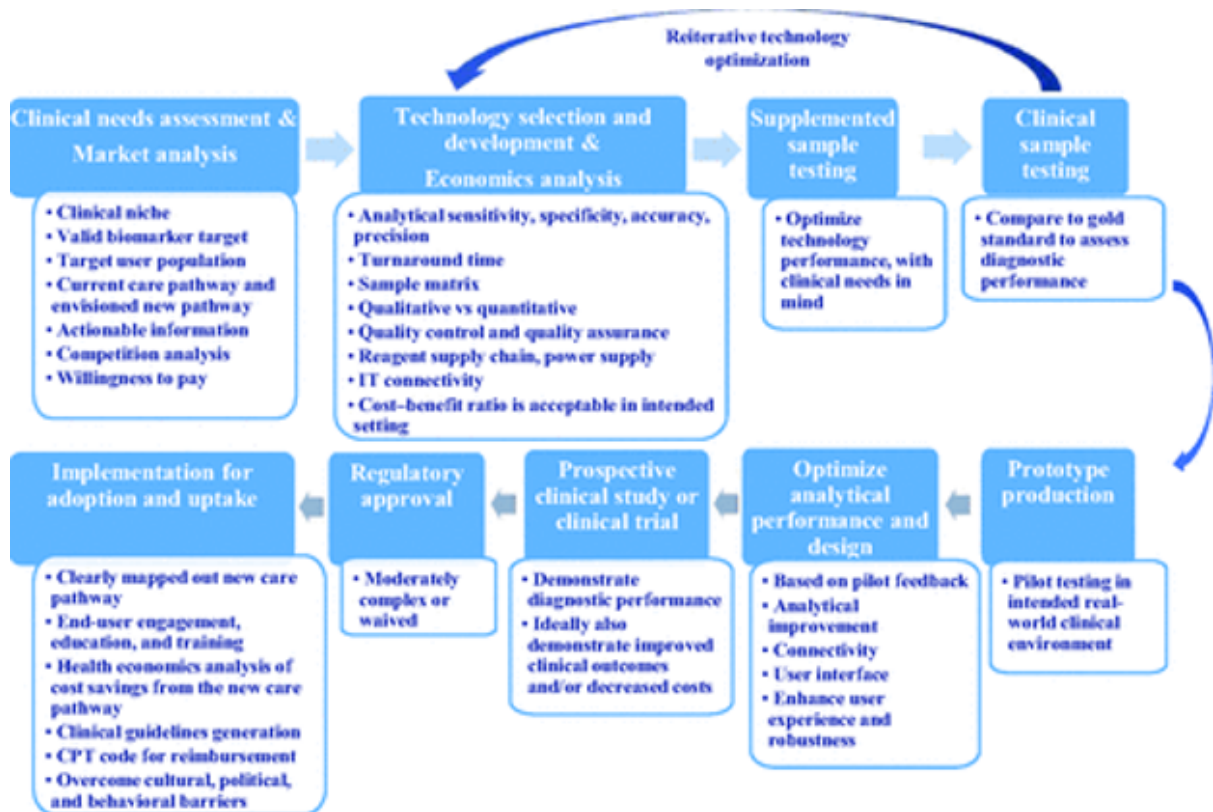 Reiterative technology
optimization
Clinical needs assessment &
Market analysis
• Clinical niche
• Valid biomarker target
• Target user population
• Current care pathway and
envisioned new pathway
• Actionable information
• Competition analysis
• Willingness to pay
Technology selection and
development &
Economics analysis
• Analytical sensitivity, specificity, accuracy,
precision
• Turnaround time
• Sample matrix
• Qualitative vs quantitative
• Quality control and quality assurance
• Reagent supply chain, power supply
• IT connectivity
• Cost–benefit ratio is acceptable in intended
setting
Supplemented
sample
testing
• Optimize
technology
performance, with
clinical needs in
mind
Clinical
sample
testing
• Compare to gold
standard to assess
diagnostic
performance
Prototype
production
• Pilot testing in
intended real-
world clinical
environment
Optimize
analytical
performance and
design
• Based on pilot feedback
• Analytical
improvement
• Connectivity
• User interface
• Enhance user
experience and
robustness
Prospective
clinical study or
clinical trial
• Demonstrate
diagnostic performance
• Ideally also
demonstrate improved
clinical outcomes
and/or decreased costs
Regulatory
approval
• Moderately
complex or
waived
Implementation for
adoption and uptake
• Clearly mapped out new care
pathway
• End-user engagement,
education, and training
• Health economics analysis of
cost savings from the new care
pathway
• Clinical guidelines generation
• CPT code for reimbursement
• Overcome cultural, political,
and behavioral barriers